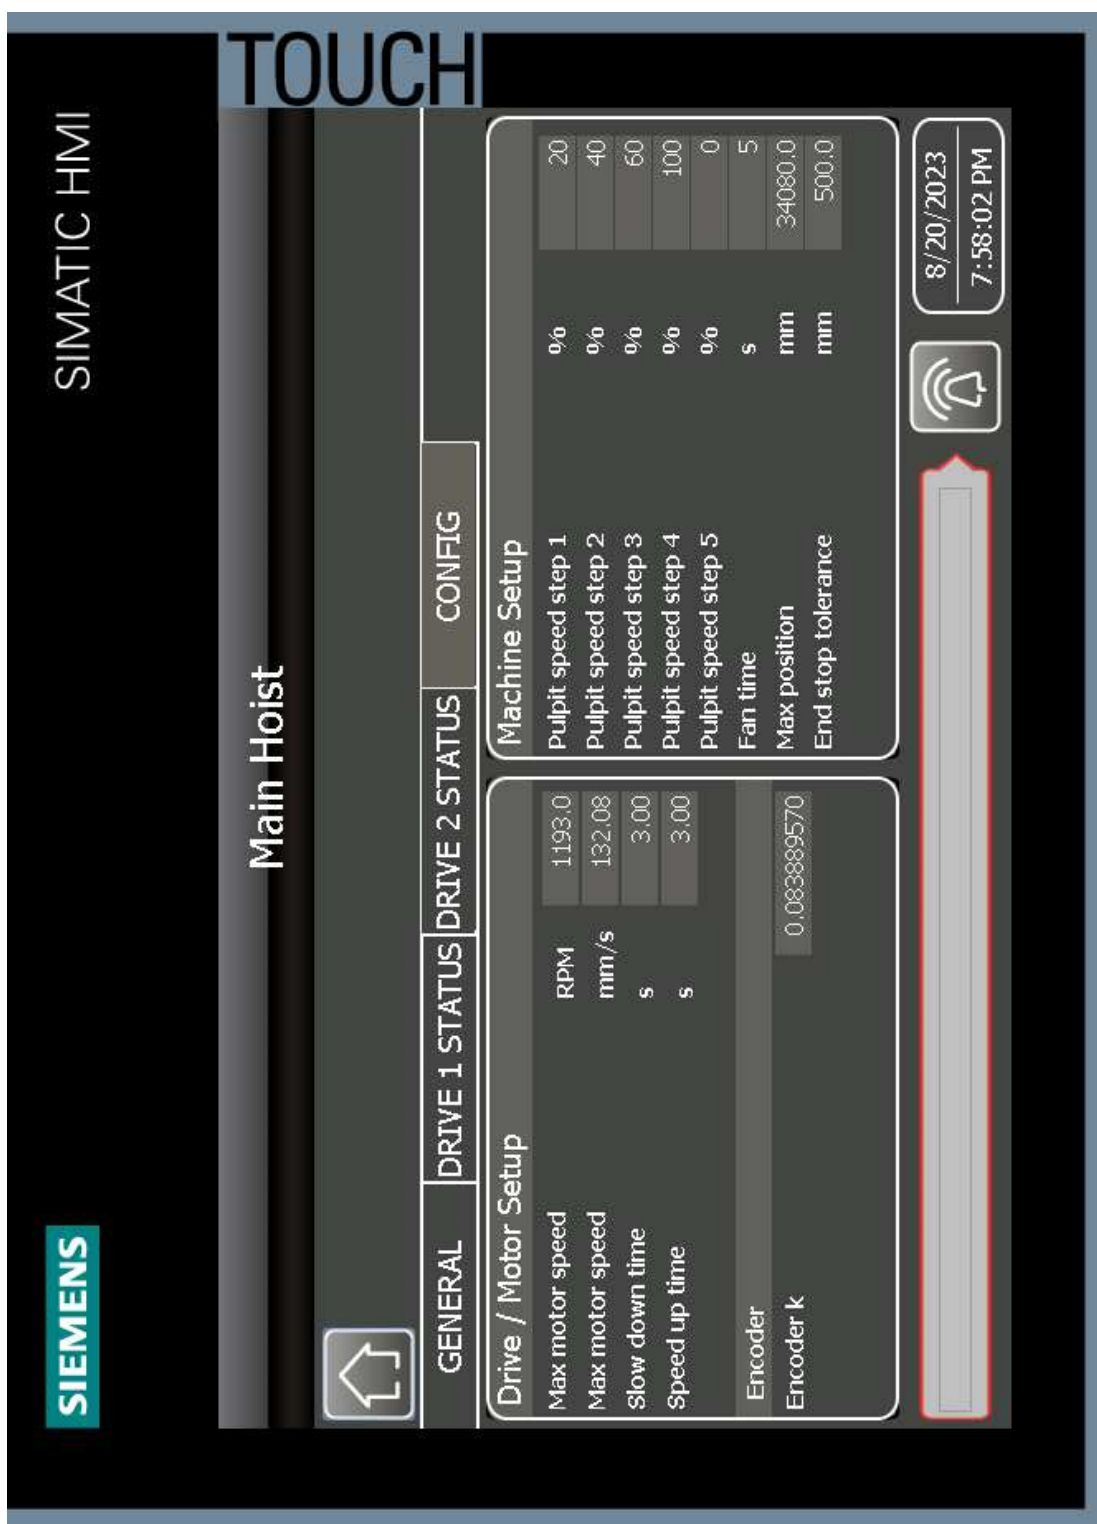 SIEMENS
SIMATIC HMI
TOUCH
Main Hoist
GENERAL
DRIVE 1 STATUS
DRIVE 2 STATUS
CONFIG
Drive / Motor Setup
Max motor speed RPM 1193.0
Max motor speed mm/s 132.08
Slow down time s 3.00
Speed up time s 3.00
Encoder
Encoder k 0.083889570
Machine Setup
Pulpit speed step 1 % 20
Pulpit speed step 2 % 40
Pulpit speed step 3 % 60
Pulpit speed step 4 % 100
Pulpit speed step 5 % 0
Fan time s 5
Max position mm 34080.0
End stop tolerance mm 500.0
8/20/2023
7:58:02 PM